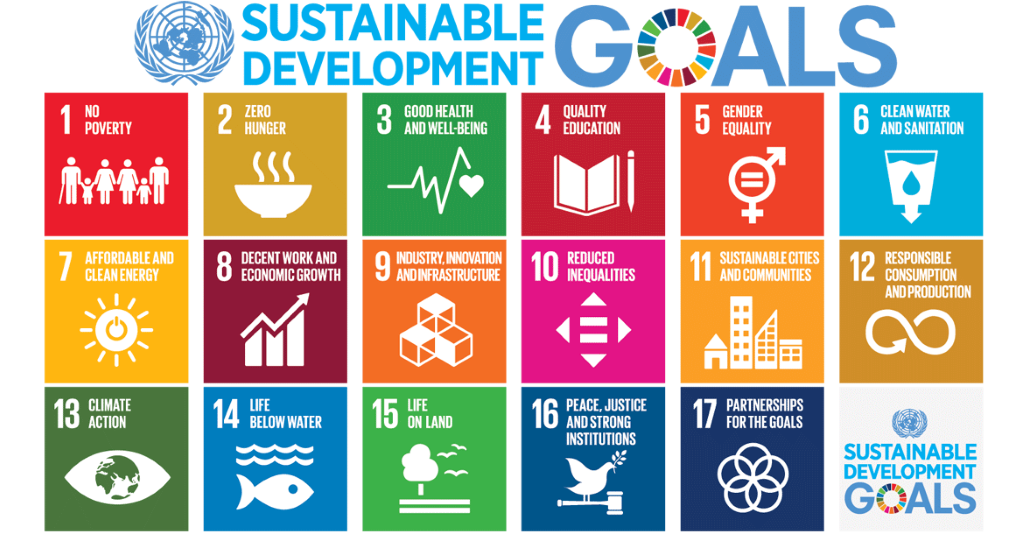 SUSTAINABLE
DEVELOPMENT
GOALS
1 NO
POVERTY
2 ZERO
HUNGER
3 GOOD HEALTH
AND WELL-BEING
4 QUALITY
EDUCATION
5 GENDER
EQUALITY
6 CLEAN WATER
AND SANITATION
7 AFFORDABLE AND
CLEAN ENERGY
8 DECENT WORK AND
ECONOMIC GROWTH
9 INDUSTRY, INNOVATION
AND INFRASTRUCTURE
10 REDUCED
INEQUALITIES
11 SUSTAINABLE CITIES
AND COMMUNITIES
12 RESPONSIBLE
CONSUMPTION
AND PRODUCTION
13 CLIMATE
ACTION
14 LIFE
BELOW WATER
15 LIFE
ON LAND
16 PEACE, JUSTICE
AND STRONG
INSTITUTIONS
17 PARTNERSHIPS
FOR THE GOALS
SUSTAINABLE
DEVELOPMENT
GOALS